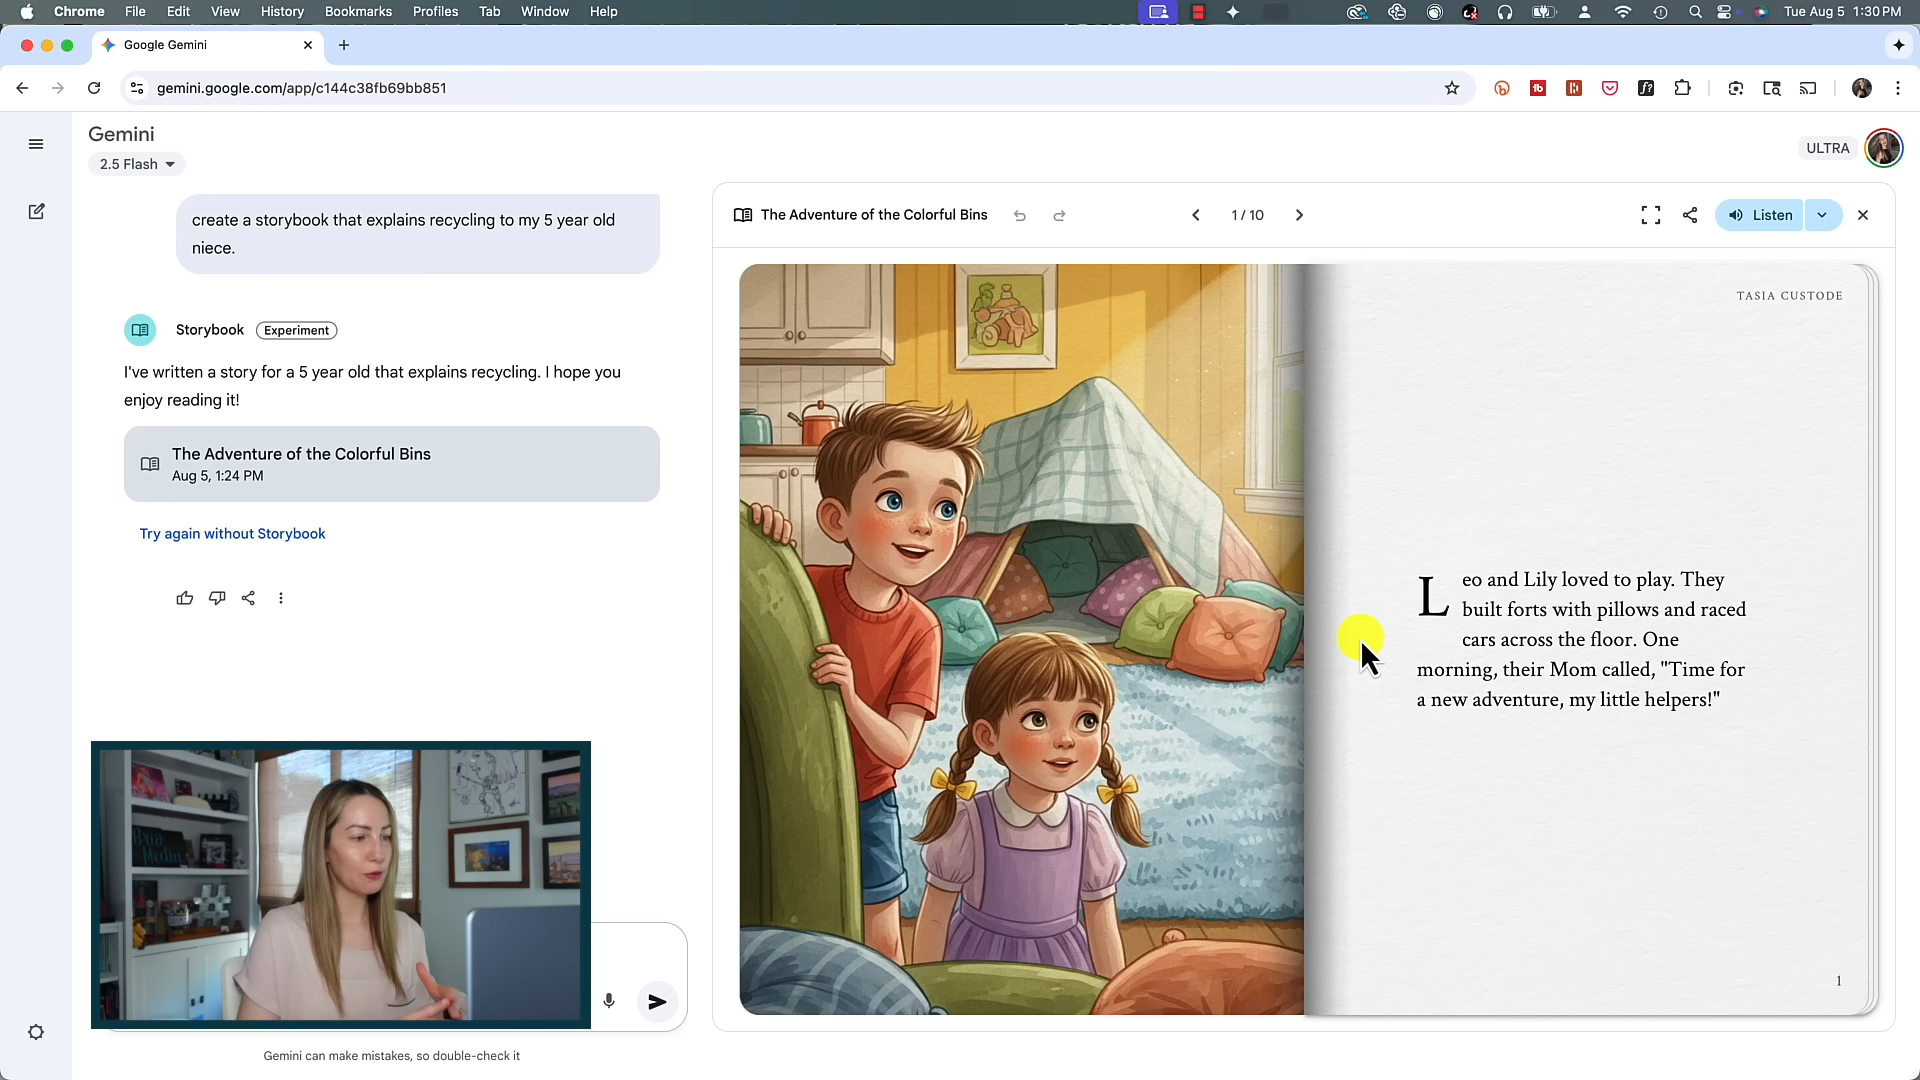 Chrome File Edit View History Bookmarks Profiles Tab Window Help
Tue Aug 5 1:30 PM
Google Gemini
gemini.google.com/app/c144c38fb69bb851
Gemini
2.5 Flash
ULTRA
create a storybook that explains recycling to my 5 year old
niece.
Storybook Experiment
I've written a story for a 5 year old that explains recycling. I hope you
enjoy reading it!
The Adventure of the Colorful Bins
Aug 5, 1:24 PM
Try again without Storybook
Gemini can make mistakes, so double-check it
The Adventure of the Colorful Bins
1 / 10
Listen
TASIA CUSTODE
Leo and Lily loved to play. They
built forts with pillows and raced
cars across the floor. One
morning, their Mom called, "Time for
a new adventure, my little helpers!"
1